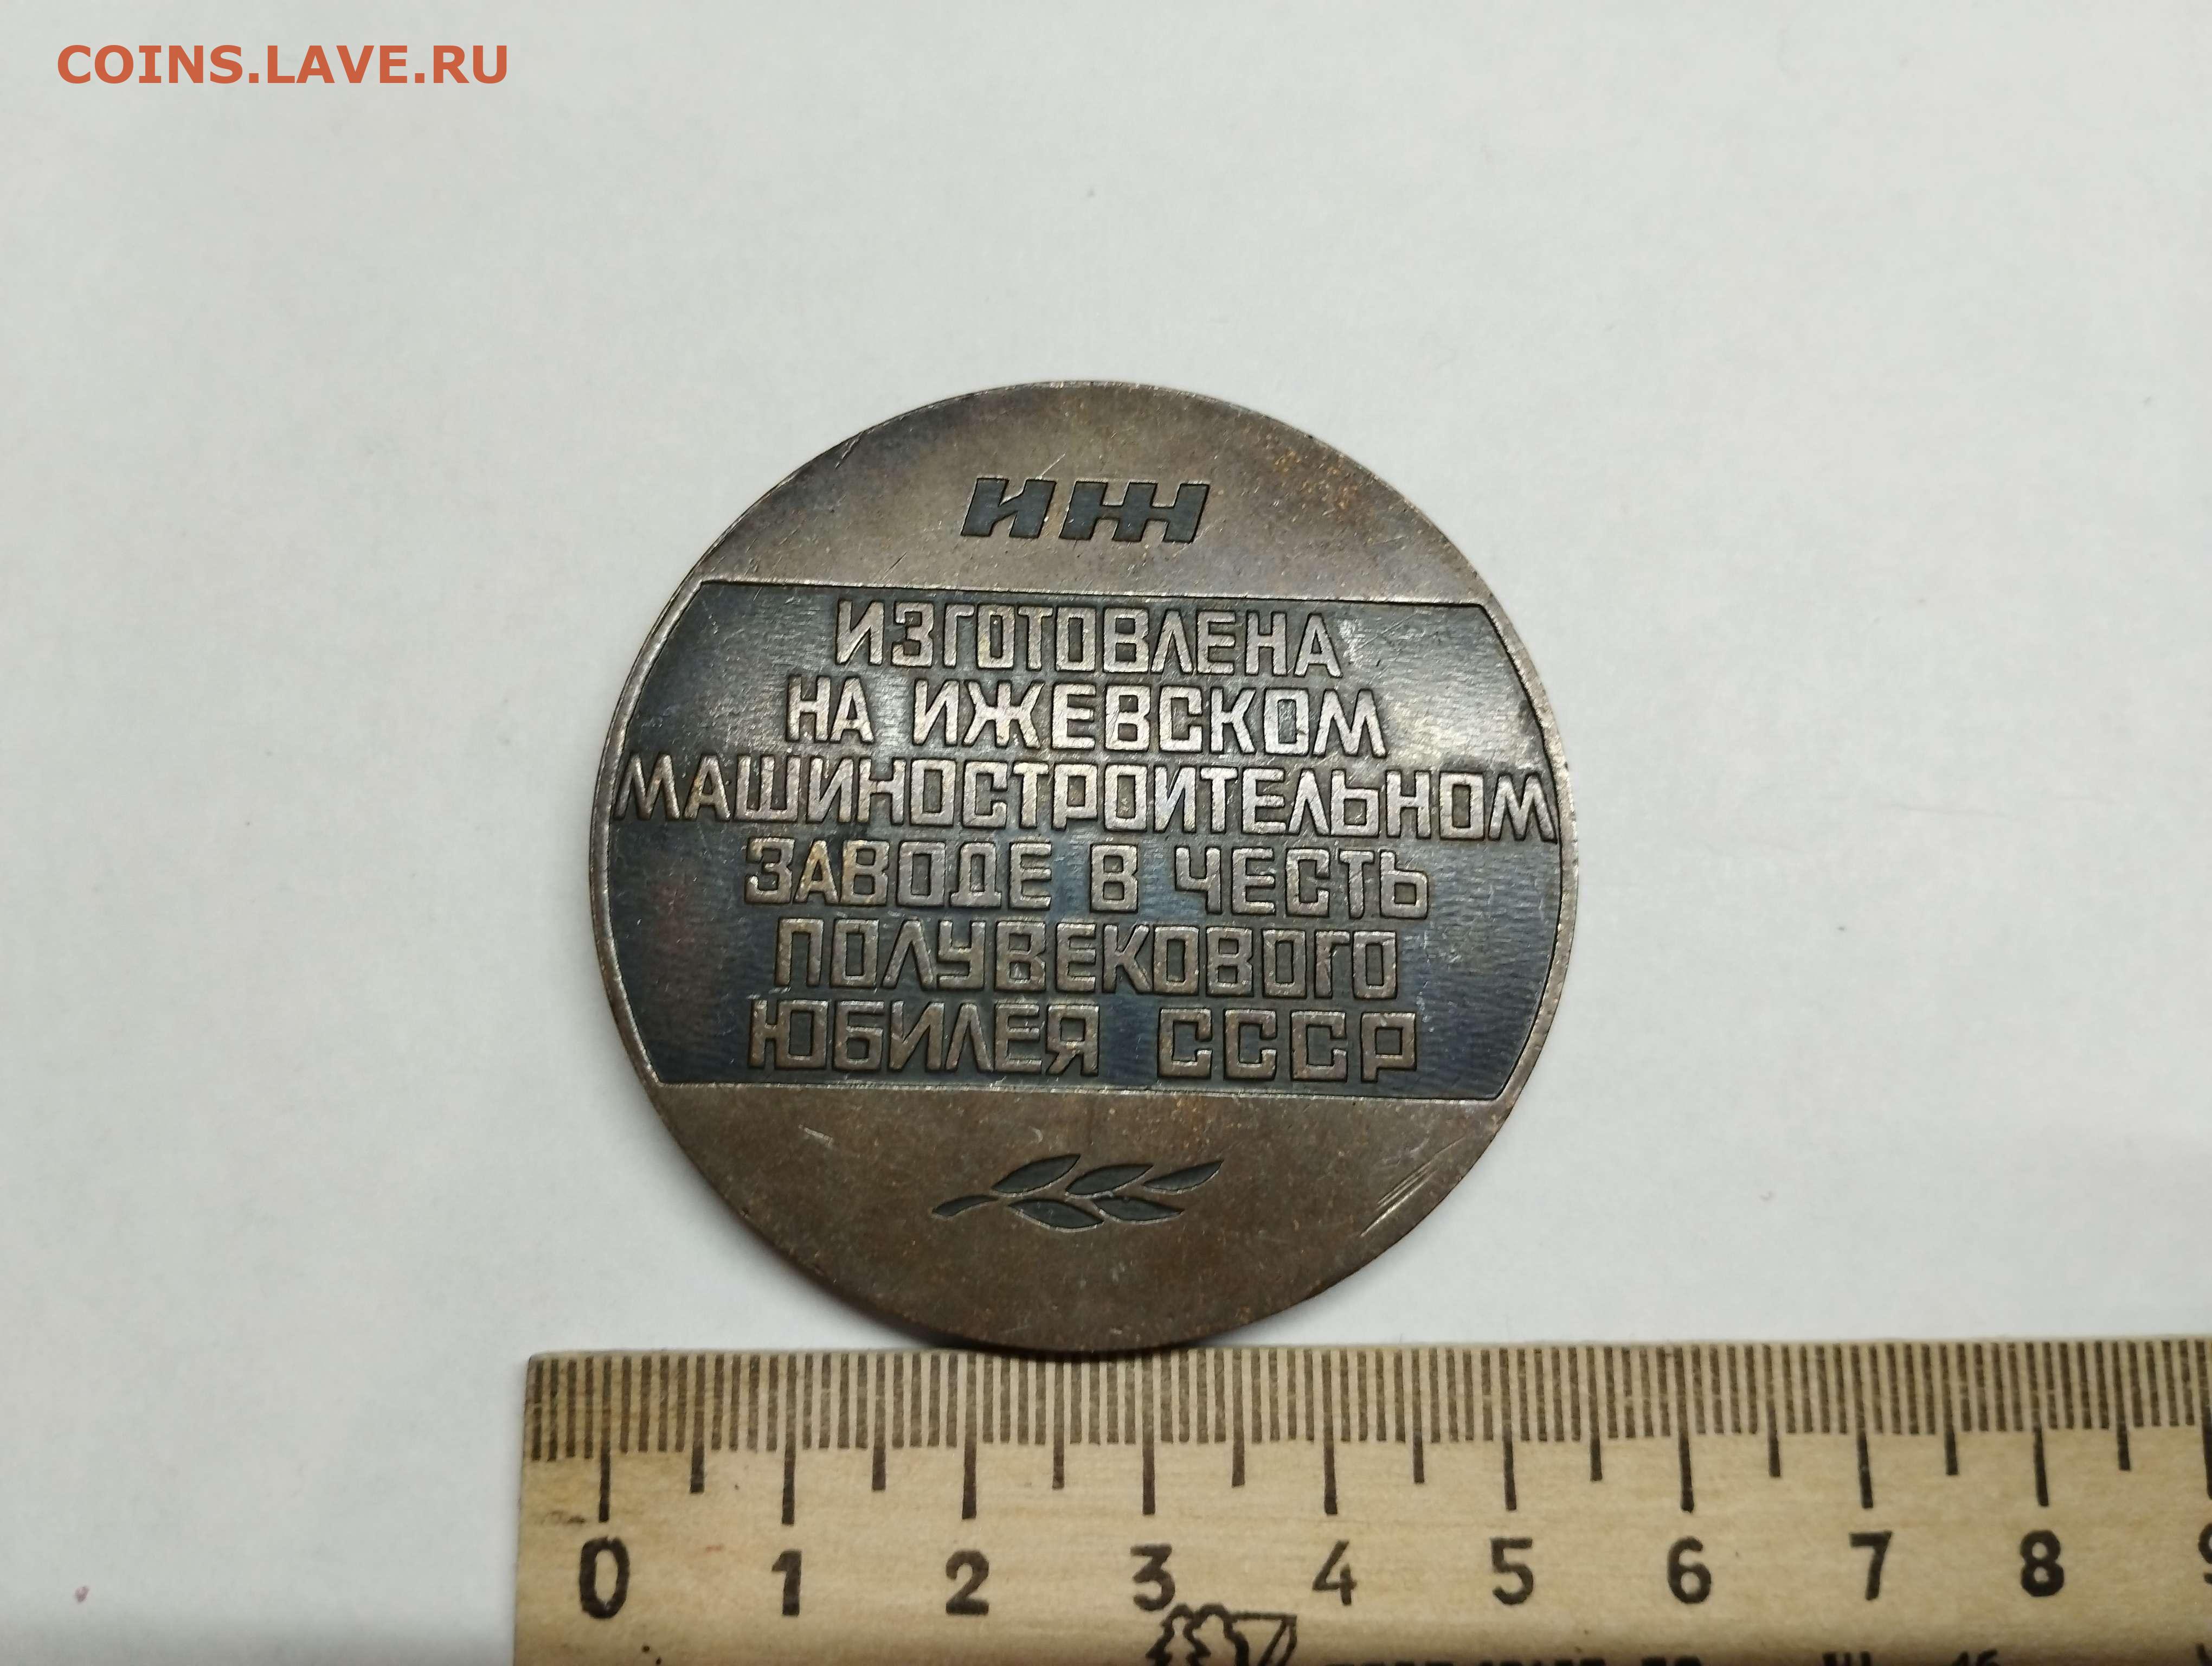 COINS.LAVE.RU
ИЖ
ИЗГОТОВЛЕНА
НА ИЖЕВСКОМ
МАШИНОСТРОИТЕЛЬНОМ
ЗАВОДЕ В ЧЕСТЬ
ПОЛУВЕКОВОГО
ЮБИЛЕЯ СССР
0 1 2 3 4 5 6 7 8 9